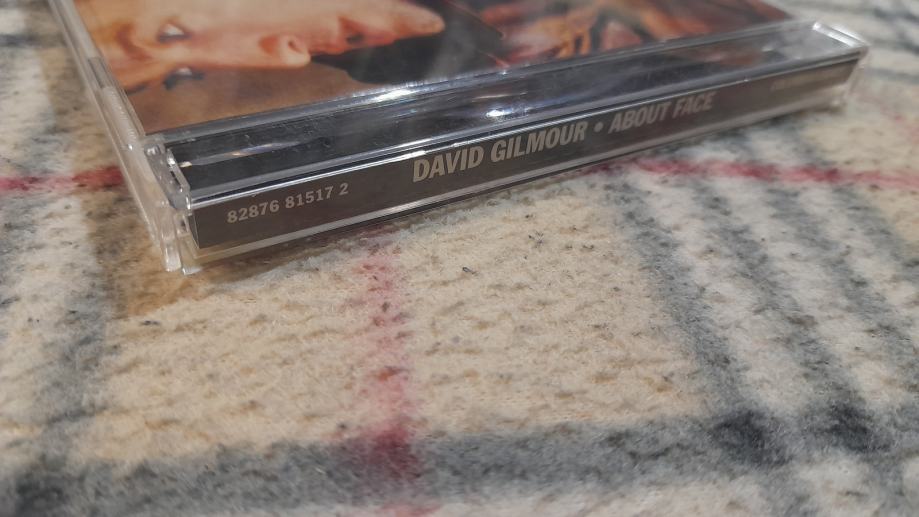 82876 81517 2
DAVID GILMOUR • ABOUT FACE